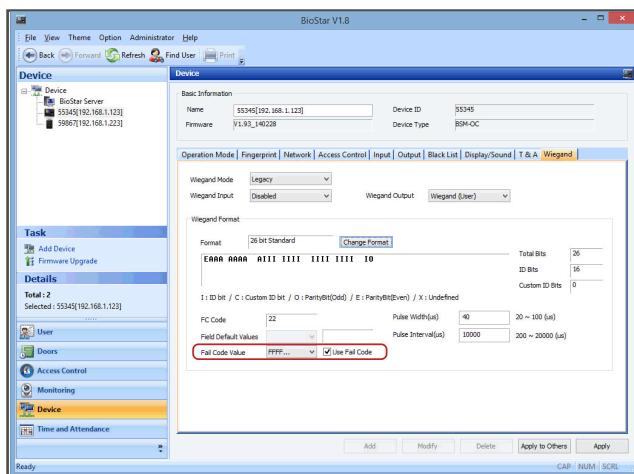 BioStar V1.8
File View Theme Option Administrator Help
Back Forward Refresh Find User Print
Device
Device
BioStar Server
55345[192.168.1.123]
59867[192.168.1.223]
Task
Add Device
Firmware Upgrade
Details
Total : 2
Selected : 55345[192.168.1.123]
User
Doors
Access Control
Monitoring
Device
Time and Attendance
Device
Basic Information
Name 55345[192.168.1.123] Device ID 55345
Firmware V1.93_140228 Device Type BSM-OC
Operation Mode Fingerprint Network Access Control Input Output Black List Display/Sound T & A Wiegand
Wiegand Mode Legacy
Wiegand Input Disabled Wiegand Output Wiegand (User)
Wiegand Format
Format 26 bit Standard Change Format
EAAA AAAA AIII IIII IIII IIII IO
Total Bits 26
ID Bits 16
Custom ID Bits 0
I : ID bit / C : Custom ID bit / O : ParityBit(Odd) / E : ParityBit(Even) / X : Undefined
FC Code 22 Pulse Width(us) 40 20 ~ 100 (us)
Field Default Values Pulse Interval(us) 10000 200 ~ 20000 (us)
Fail Code Value FFFF... Use Fail Code
Add Modify Delete Apply to Others Apply
Ready CAP NUM SCRL